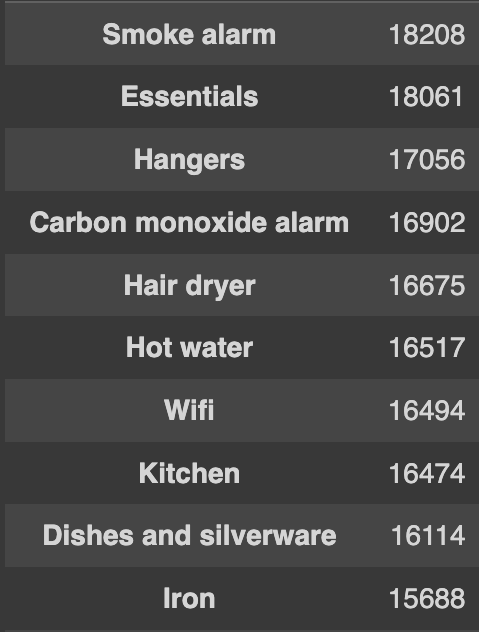 Smoke alarm 18208
Essentials 18061
Hangers 17056
Carbon monoxide alarm 16902
Hair dryer 16675
Hot water 16517
Wifi 16494
Kitchen 16474
Dishes and silverware 16114
Iron 15688